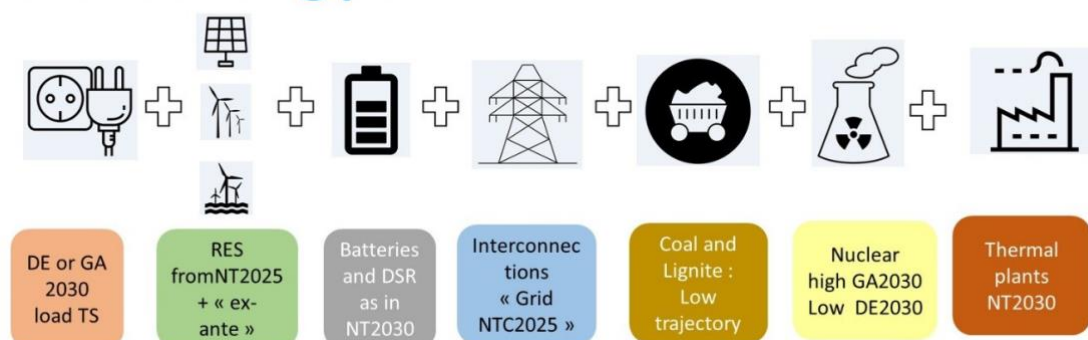 DE or GA
2030
load TS
RES
fromNT2025
+ « ex-
ante »
Batteries
and DSR
as in
NT2030
Interconnec
tions
« Grid
NTC2025 »
Coal and
Lignite :
Low
trajectory
Nuclear
high GA2030
Low DE2030
Thermal
plants
NT2030